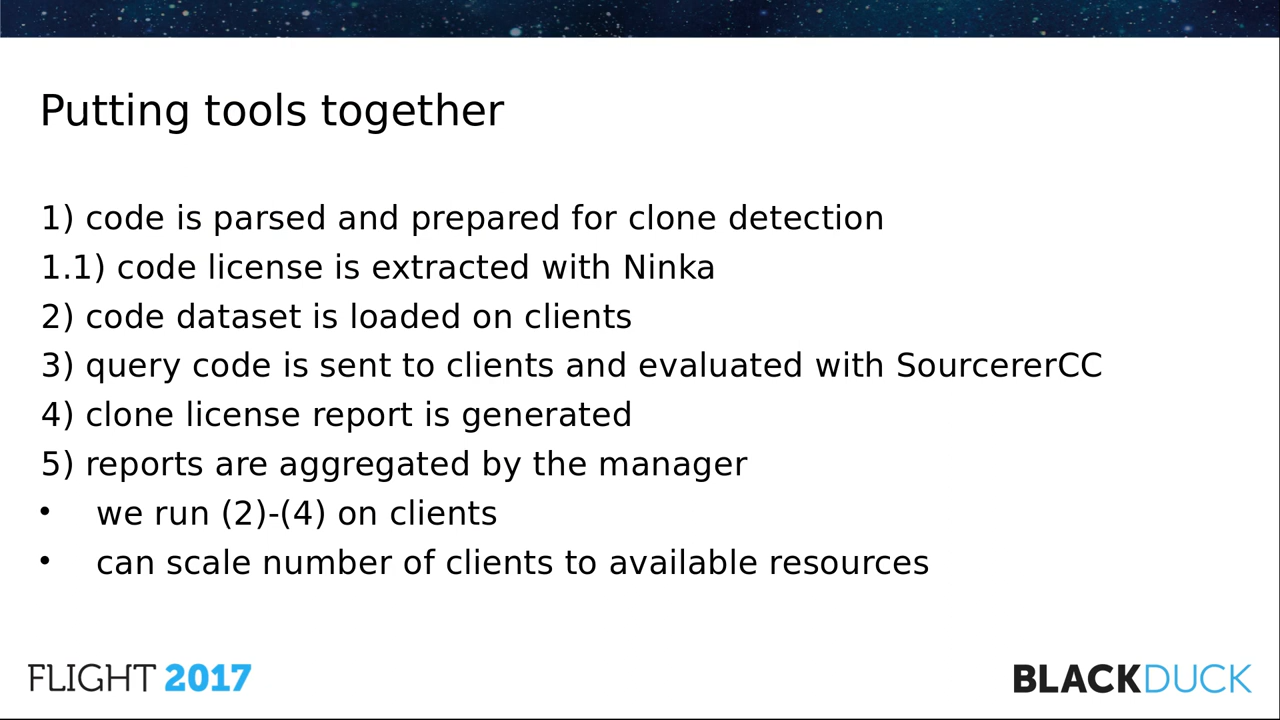 Putting tools together
1) code is parsed and prepared for clone detection
1.1) code license is extracted with Ninka
2) code dataset is loaded on clients
3) query code is sent to clients and evaluated with SourcererCC
4) clone license report is generated
5) reports are aggregated by the manager
• we run (2)-(4) on clients
• can scale number of clients to available resources
FLIGHT 2017
BLACKDUCK